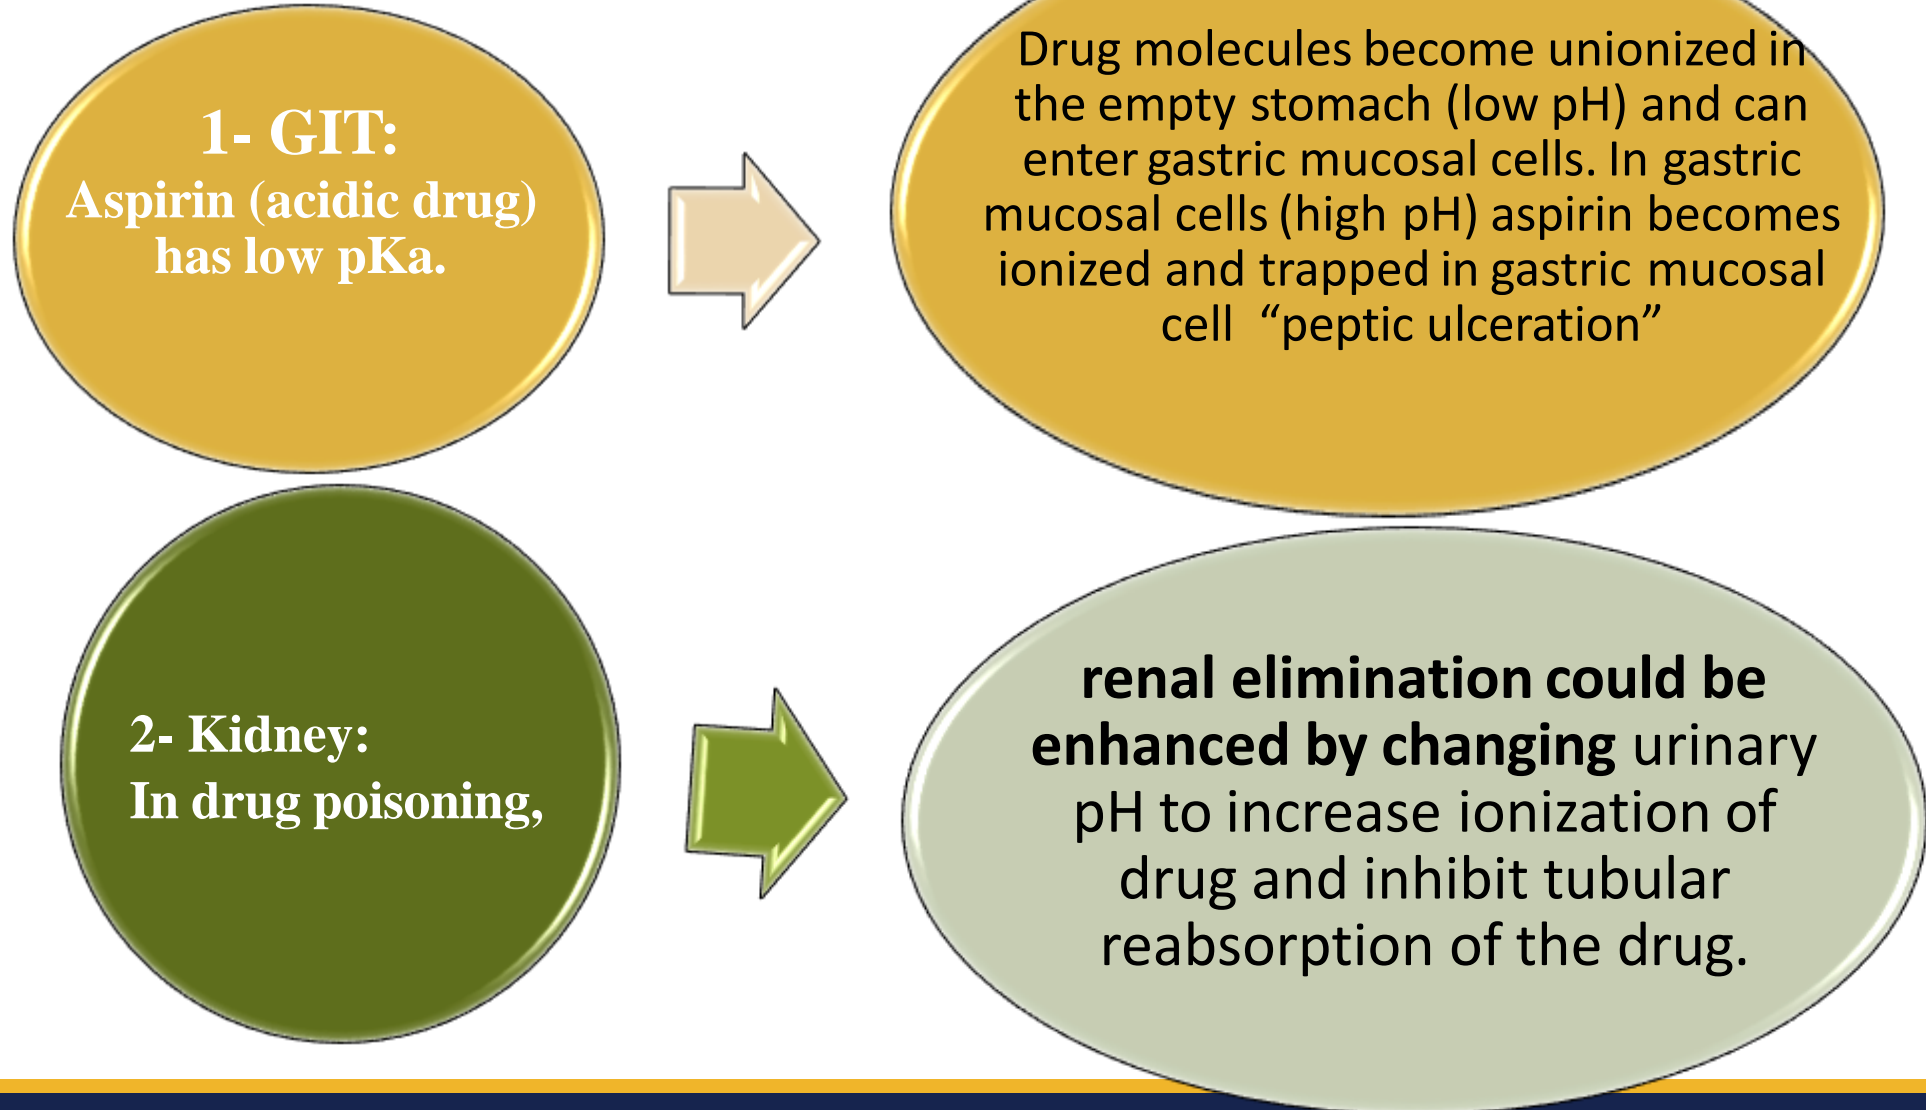 1- GIT:
Aspirin (acidic drug)
has low pKa.
Drug molecules become unionized in
the empty stomach (low pH) and can
enter gastric mucosal cells. In gastric
mucosal cells (high pH) aspirin becomes
ionized and trapped in gastric mucosal
cell “peptic ulceration”
2- Kidney:
In drug poisoning,
renal elimination could be
enhanced by changing urinary
pH to increase ionization of
drug and inhibit tubular
reabsorption of the drug.